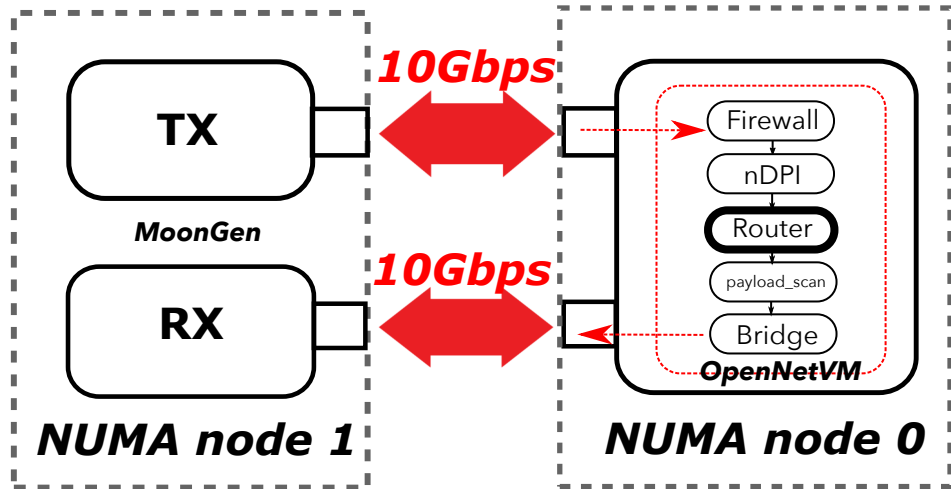 TX
MoonGen
RX
NUMA node 1
10Gbps
10Gbps
Firewall
nDPI
Router
payload_scan
Bridge
OpenNetVM
NUMA node 0